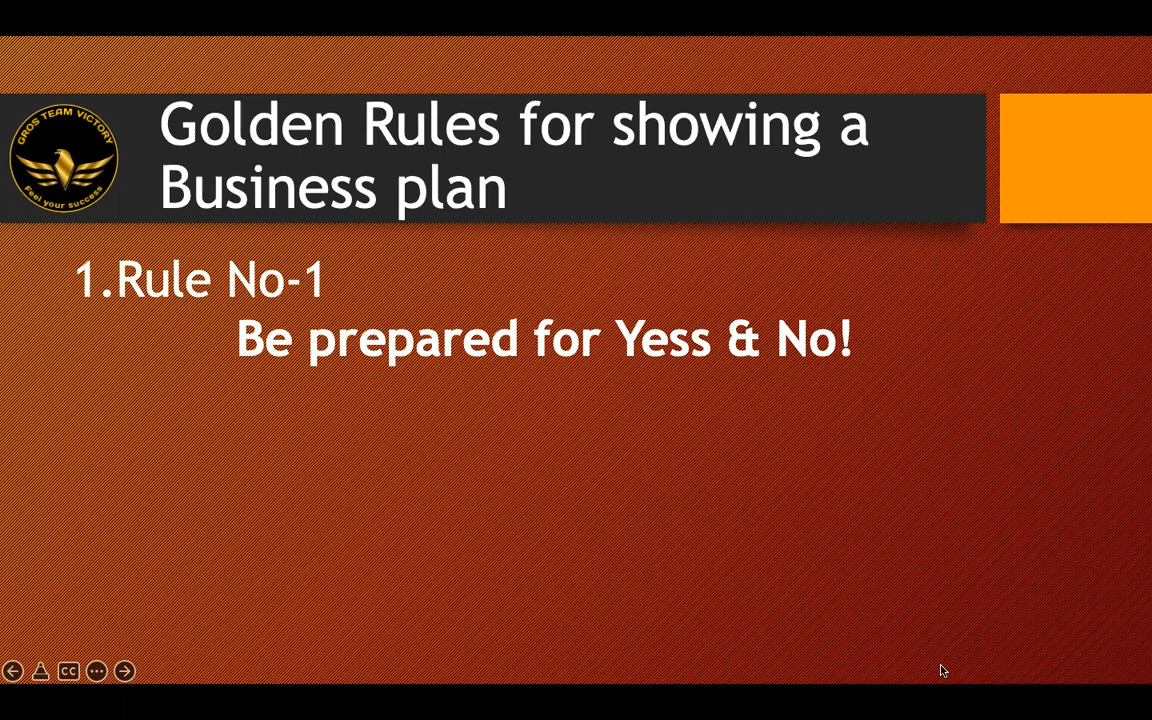 GROS TEAM VICTORY
Feel your success
Golden Rules for showing a
Business plan
1.Rule No-1
Be prepared for Yess & No!
CC